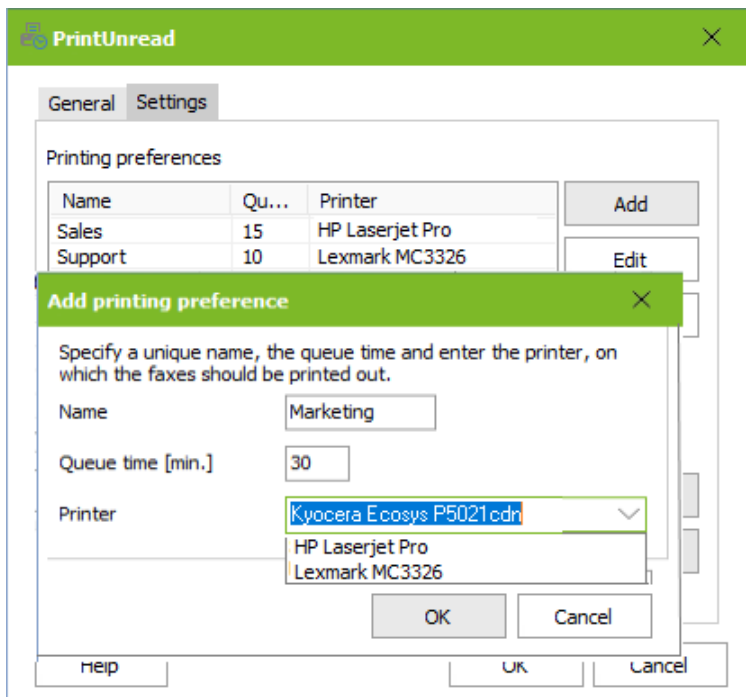 PrintUnread
General Settings
Printing preferences
Name Qu... Printer
Sales 15 HP Laserjet Pro
Support 10 Lexmark MC3326
Add
Edit
Add printing preference
Specify a unique name, the queue time and enter the printer, on
which the faxes should be printed out.
Name Marketing
Queue time [min.] 30
Printer Kyocera Ecosys P5021cdn
HP Laserjet Pro
Lexmark MC3326
OK Cancel
Help OK Cancel